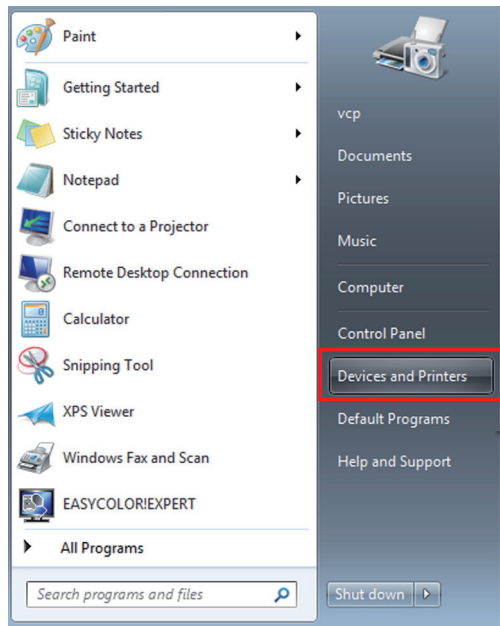 Paint
Getting Started
Sticky Notes
Notepad
Connect to a Projector
Remote Desktop Connection
Calculator
Snipping Tool
XPS Viewer
Windows Fax and Scan
EASYCOLOR!EXPERT
All Programs
Search programs and files
vcp
Documents
Pictures
Music
Computer
Control Panel
Devices and Printers
Default Programs
Help and Support
Shut down